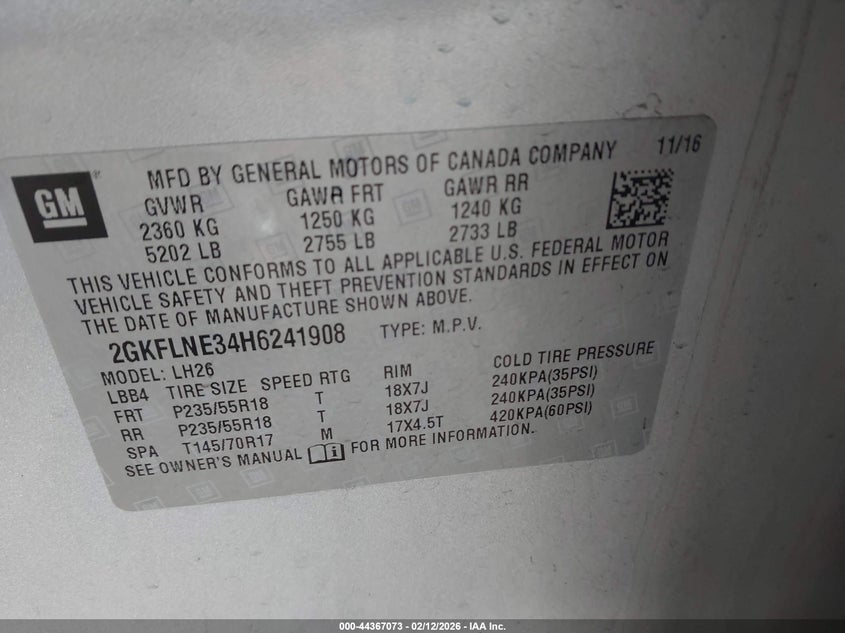 GM ®
MFD BY GENERAL MOTORS OF CANADA COMPANY 11/16
GVWR GAWR FRT GAWR RR
2360 KG 1250 KG 1240 KG
5202 LB 2755 LB 2733 LB
THIS VEHICLE CONFORMS TO ALL APPLICABLE U.S. FEDERAL MOTOR
VEHICLE SAFETY AND THEFT PREVENTION STANDARDS IN EFFECT ON
THE DATE OF MANUFACTURE SHOWN ABOVE.
2GKFLNE34H6241908 TYPE: M.P.V.
MODEL: LH26
LBB4 TIRE SIZE SPEED RTG RIM COLD TIRE PRESSURE
FRT P235/55R18 T 18X7J 240KPA(35PSI)
RR P235/55R18 T 18X7J 240KPA(35PSI)
SPA T145/70R17 M 17X4.5T 420KPA(60PSI)
SEE OWNER'S MANUAL FOR MORE INFORMATION.
000-44367073 - 02/12/2026 - IAA Inc.